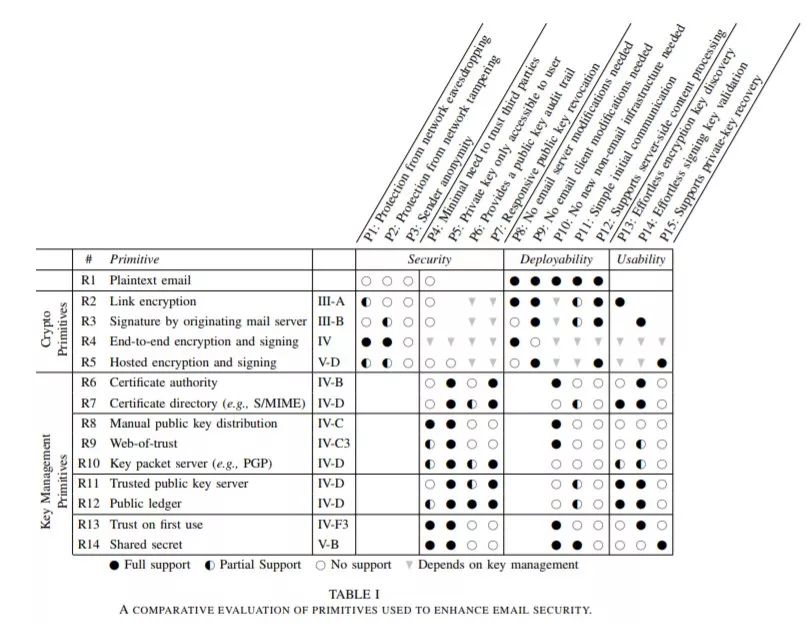 P1: Protection from network eavesdropping
P2: Protection from network tampering
P3: Sender anonymity
P4: Minimal need to trust third parties
P5: Private key only accessible to user
P6: Provides a public key audit trail
P7: Responsive public key revocation
P8: No email server modifications needed
P9: No email client modifications needed
P10: No new non-email infrastructure needed
P11: Simple initial communication
P12: Supports server-side content processing
P13: Effortless encryption key discovery
P14: Effortless signing key validation
P15: Supports private-key recovery
# Primitive Security Deployability Usability
R1 Plaintext email ○ ○ ○ ○ ● ● ● ● ●
Crypto Primitives
R2 Link encryption III-A ◐ ○ ○ ○ ▼ ▼ ● ● ▼ ◐ ● ●
R3 Signature by originating mail server III-B ○ ◐ ○ ○ ▼ ▼ ○ ● ▼ ◐ ● ●
R4 End-to-end encryption and signing IV ● ● ○ ▼ ▼ ▼ ▼ ● ○ ▼ ▼ ▼ ▼ ▼ ▼
R5 Hosted encryption and signing V-D ◐ ◐ ○ ○ ○ ▼ ▼ ○ ● ▼ ▼ ● ▼ ▼ ●
Key Management Primitives
R6 Certificate authority IV-B ○ ● ○ ● ● ○ ○ ○ ● ○
R7 Certificate directory (e.g., S/MIME) IV-D ○ ● ◐ ● ○ ◐ ○ ● ● ○
R8 Manual public key distribution IV-C ● ● ○ ○ ● ○ ○ ○ ○ ○
R9 Web-of-trust IV-C3 ◐ ● ○ ○ ● ○ ○ ○ ◐ ○
R10 Key packet server (e.g., PGP) IV-D ◐ ● ◐ ● ○ ○ ○ ◐ ◐ ○
R11 Trusted public key server IV-D ○ ● ◐ ● ○ ◐ ○ ● ● ○
R12 Public ledger IV-D ◐ ● ● ● ○ ◐ ○ ● ● ○
R13 Trust on first use IV-F3 ● ● ○ ○ ● ○ ○ ○ ● ○
R14 Shared secret V-B ● ● ○ ○ ● ● ○ ○ ○ ●
● Full support ◐ Partial Support ○ No support ▼ Depends on key management
TABLE I
A COMPARATIVE EVALUATION OF PRIMITIVES USED TO ENHANCE EMAIL SECURITY.